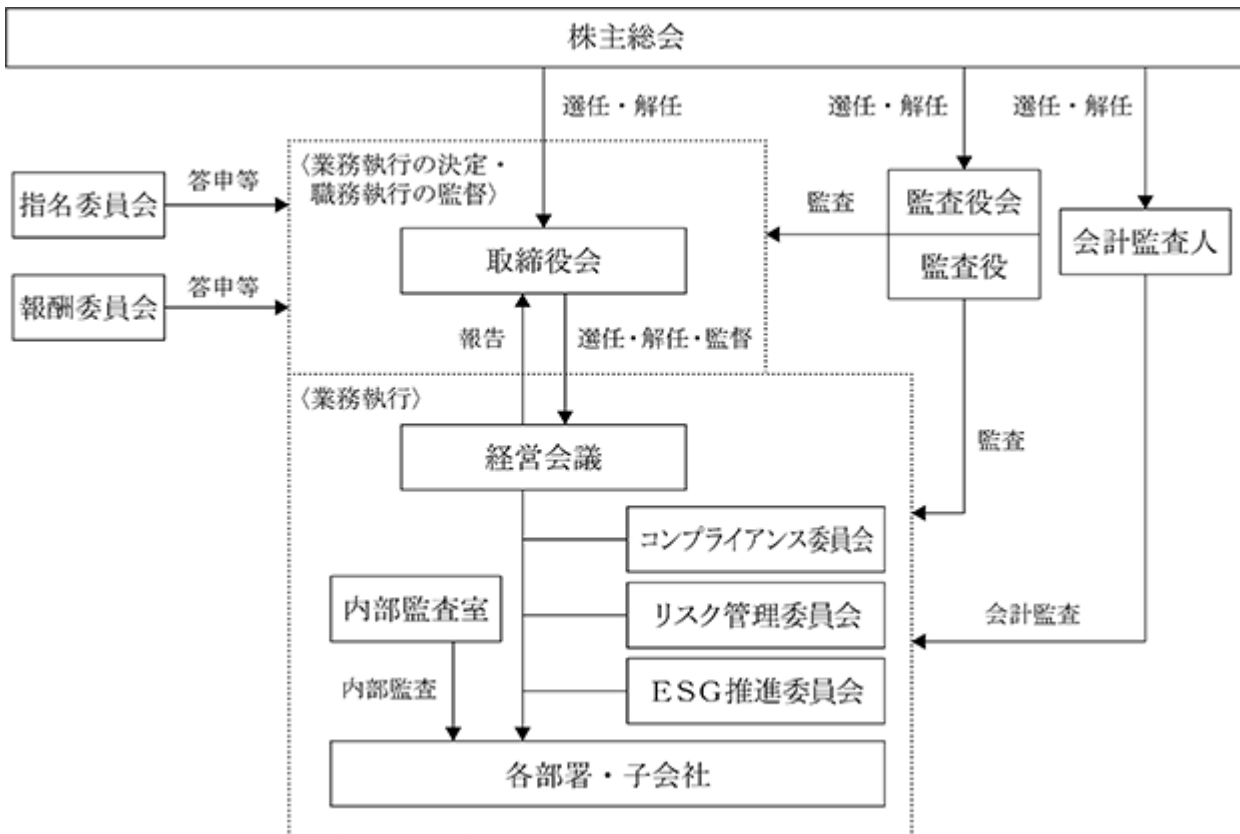 株主総会
選任・解任
選任・解任
選任・解任
〈業務執行の決定・
職務執行の監督〉
指名委員会
答申等
監査
監査役会
監査役
会計監査人
取締役会
報酬委員会
答申等
報告
選任・解任・監督
〈業務執行〉
経営会議
監査
コンプライアンス委員会
内部監査室
リスク管理委員会
会計監査
内部監査
ESG推進委員会
各部署・子会社